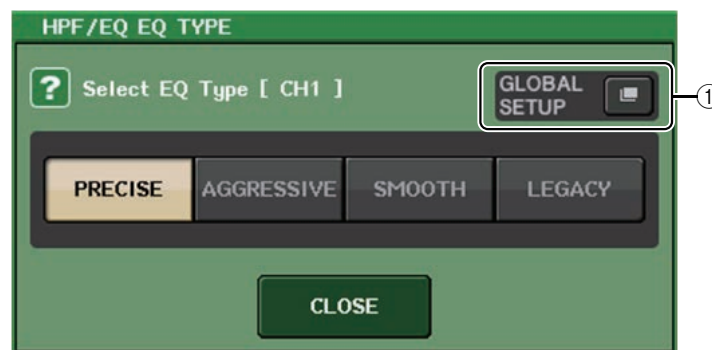 HPF/EQ EQ TYPE
? Select EQ Type [ CH1 ]
GLOBAL
SETUP
①
PRECISE AGGRESSIVE SMOOTH LEGACY
CLOSE